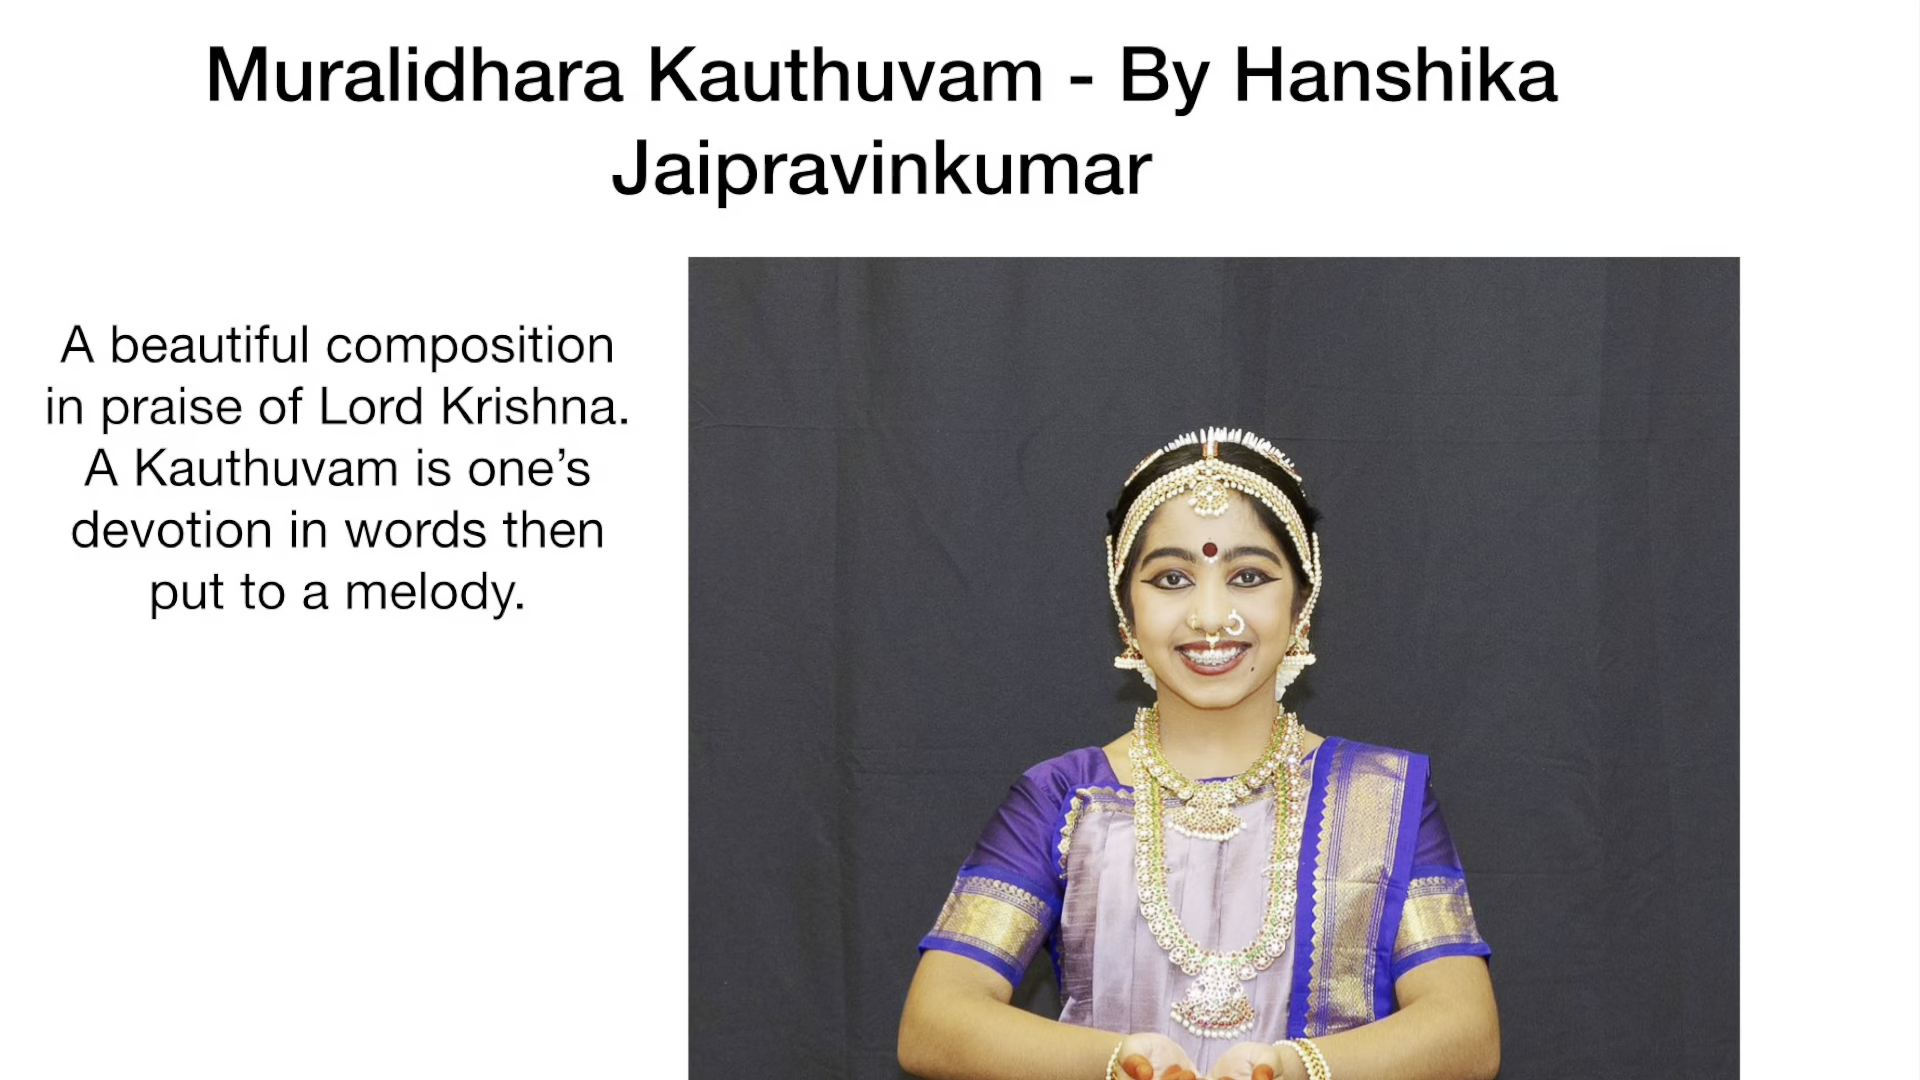 Muralidhara Kauthuvam - By Hanshika
Jaipravinkumar
A beautiful composition
in praise of Lord Krishna.
A Kauthuvam is one’s
devotion in words then
put to a melody.